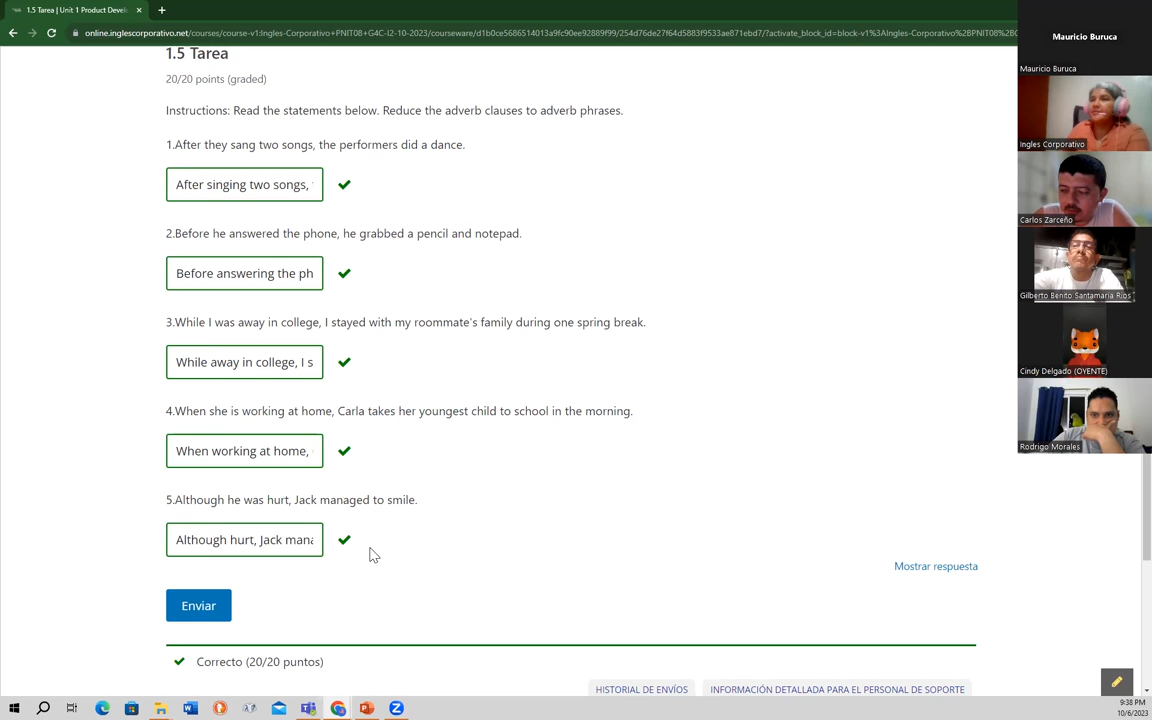 1.5 Tarea | Unit 1 Product Devel
online.inglescorporativo.net/courses/course-v1:Ingles-Corporativo+PNIT08+G4C-I2-10-2023/courseware/d1b0ce5686514013a9fc90ee92889f99/254d76de27f64d5883f9533ae871ebd7/?activate_block_id=block-v1%3AIngles-Corporativo%2BPNIT08%2BG
1.5 Tarea
20/20 points (graded)
Instructions: Read the statements below. Reduce the adverb clauses to adverb phrases.
1.After they sang two songs, the performers did a dance.
After singing two songs,
2.Before he answered the phone, he grabbed a pencil and notepad.
Before answering the ph
3.While I was away in college, I stayed with my roommate's family during one spring break.
While away in college, I s
4.When she is working at home, Carla takes her youngest child to school in the morning.
When working at home,
5.Although he was hurt, Jack managed to smile.
Although hurt, Jack mana
Mostrar respuesta
Enviar
Correcto (20/20 puntos)
HISTORIAL DE ENVÍOS
INFORMACIÓN DETALLADA PARA EL PERSONAL DE SOPORTE
Mauricio Buruca
Mauricio Buruca
Ingles Corporativo
Carlos Zarceño
Gilberto Benito Santamaria Rios
Cindy Delgado (OYENTE)
Rodrigo Morales
9:38 PM
10/6/2023